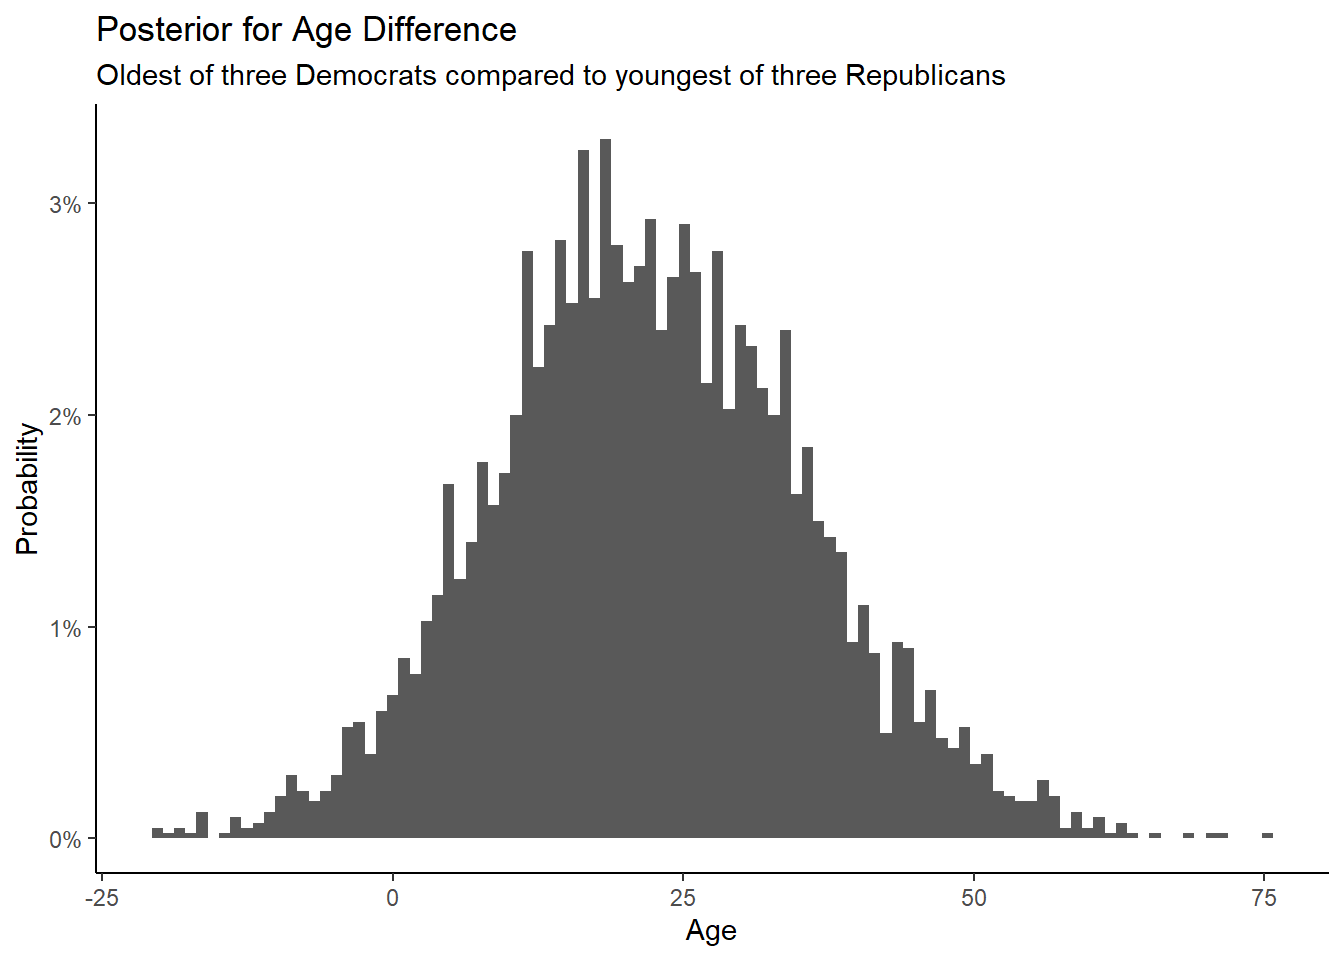 Posterior for Age Difference
Oldest of three Democrats compared to youngest of three Republicans
Probability
3%
2%
1%
0%
-25 0 25 50 75
Age